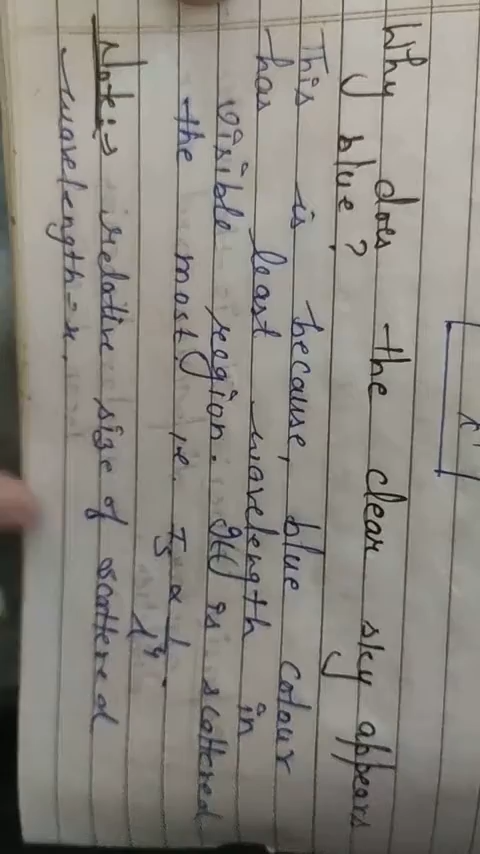 Why does the clear sky appears
blue?
This is because, blue colour
has least wavelength in
visible region. It is scattered
the most, i.e. Is ∝ 1/λ⁴.
Note:→ relative size of scattered
wavelength = x.